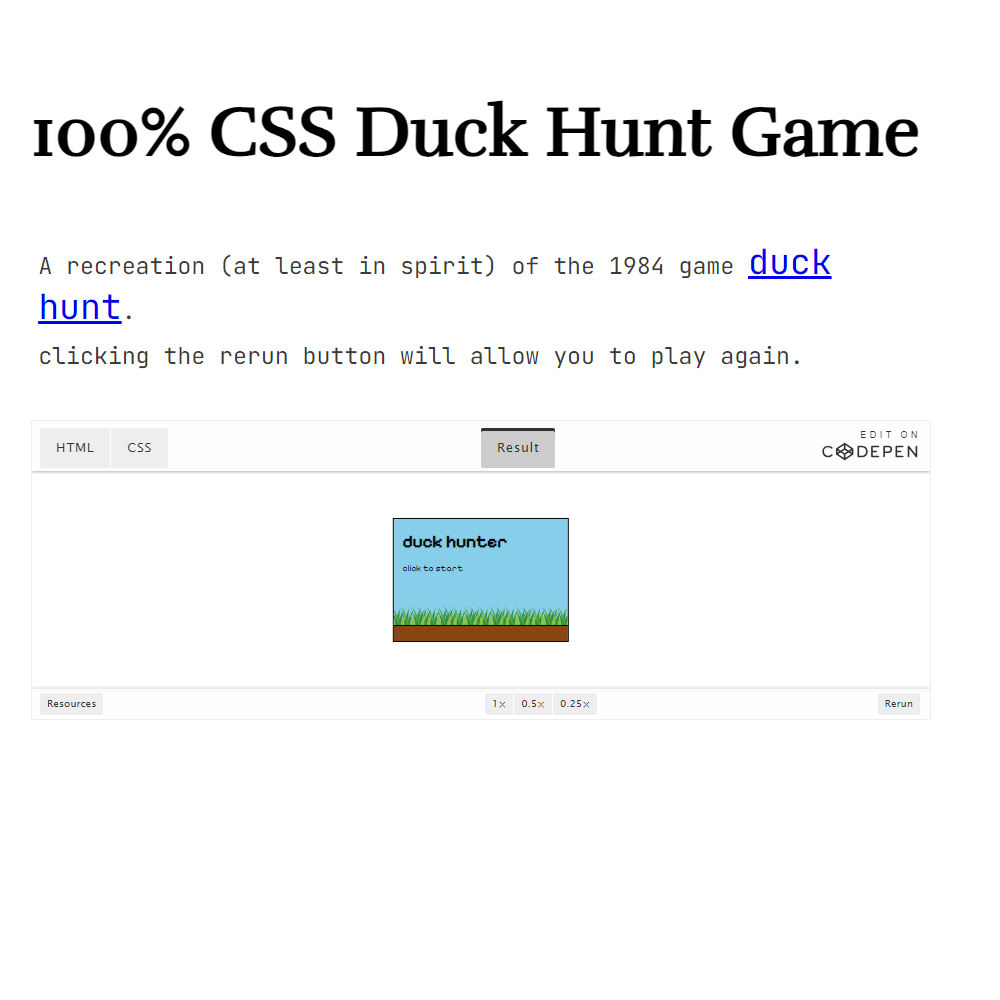 100% CSS Duck Hunt Game
A recreation (at least in spirit) of the 1984 game duck
hunt.
clicking the rerun button will allow you to play again.
HTML CSS Result EDIT ON
CODEPEN
duck hunter
click to start
Resources 1× 0.5× 0.25× Rerun